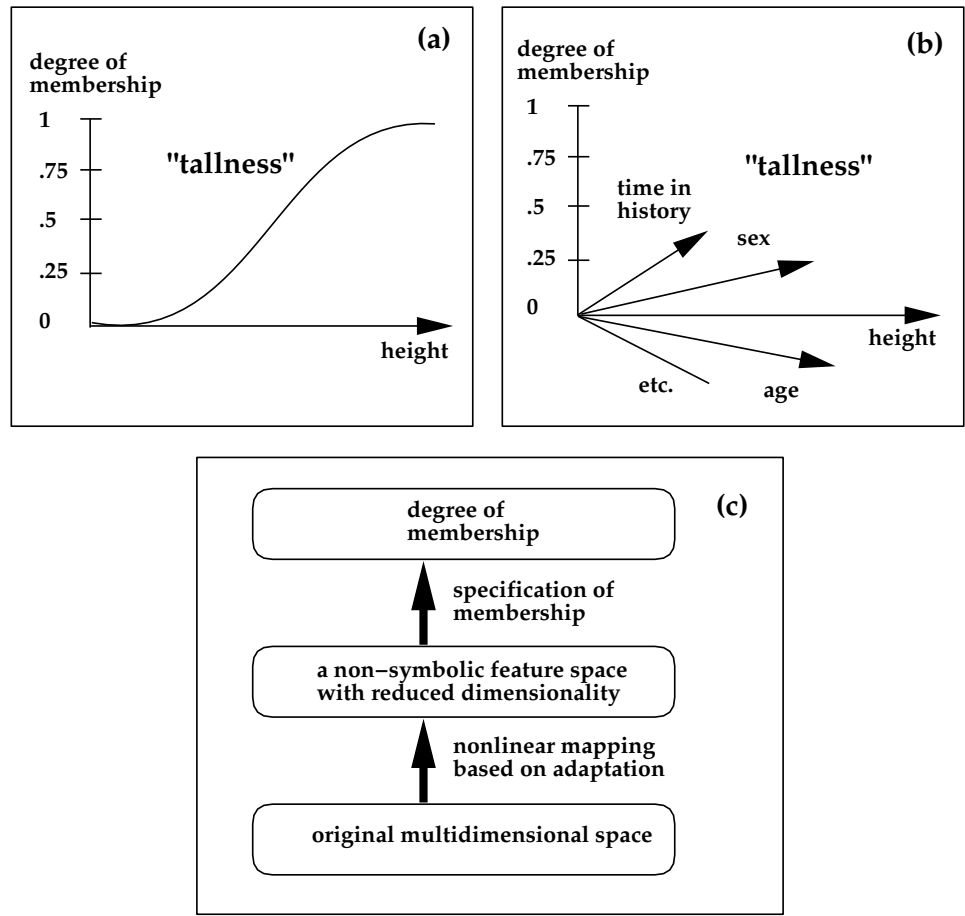 (a)
degree of
membership
1
.75
.5
.25
0
"tallness"
height
(b)
degree of
membership
1
.75
.5
.25
0
"tallness"
time in
history
sex
height
age
etc.
(c)
degree of
membership
specification of
membership
a non−symbolic feature space
with reduced dimensionality
nonlinear mapping
based on adaptation
original multidimensional space